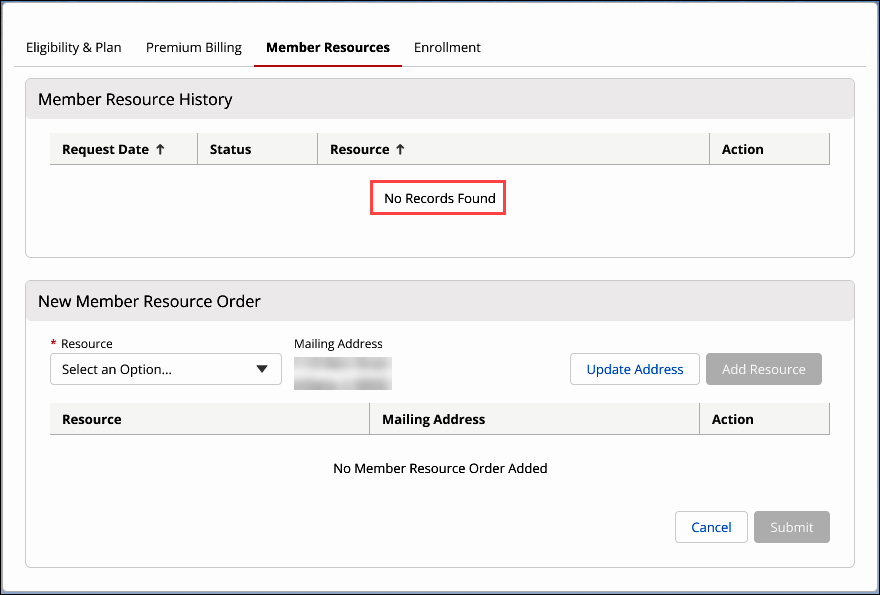 Eligibility & Plan Premium Billing Member Resources Enrollment
Member Resource History
Request Date ↑ Status Resource ↑ Action
No Records Found
New Member Resource Order
* Resource Mailing Address
Select an Option... Update Address Add Resource
Resource Mailing Address Action
No Member Resource Order Added
Cancel Submit